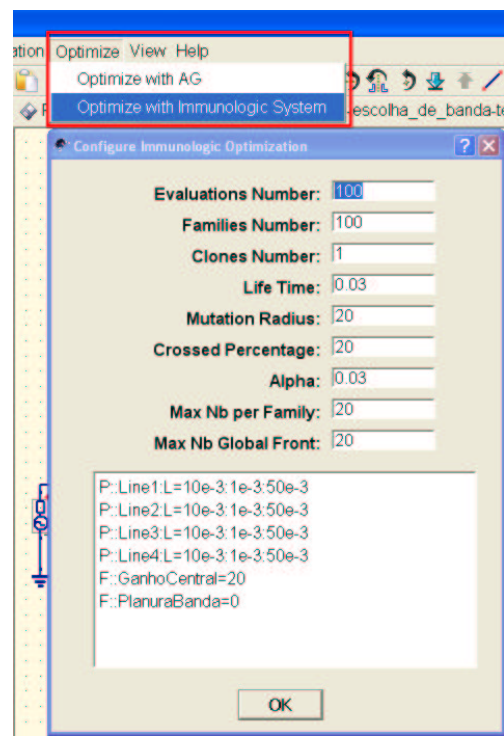 Optimize View Help
Optimize with AG
Optimize with Immunologic System
Configure Immunologic Optimization
Evaluations Number: 100
Families Number: 100
Clones Number: 1
Life Time: 0.03
Mutation Radius: 20
Crossed Percentage: 20
Alpha: 0.03
Max Nb per Family: 20
Max Nb Global Front: 20
P::Line1:L=10e-3:1e-3:50e-3
P::Line2:L=10e-3:1e-3:50e-3
P::Line3:L=10e-3:1e-3:50e-3
P::Line4:L=10e-3:1e-3:50e-3
F::GanhoCentral=20
F::PlanuraBanda=0
OK